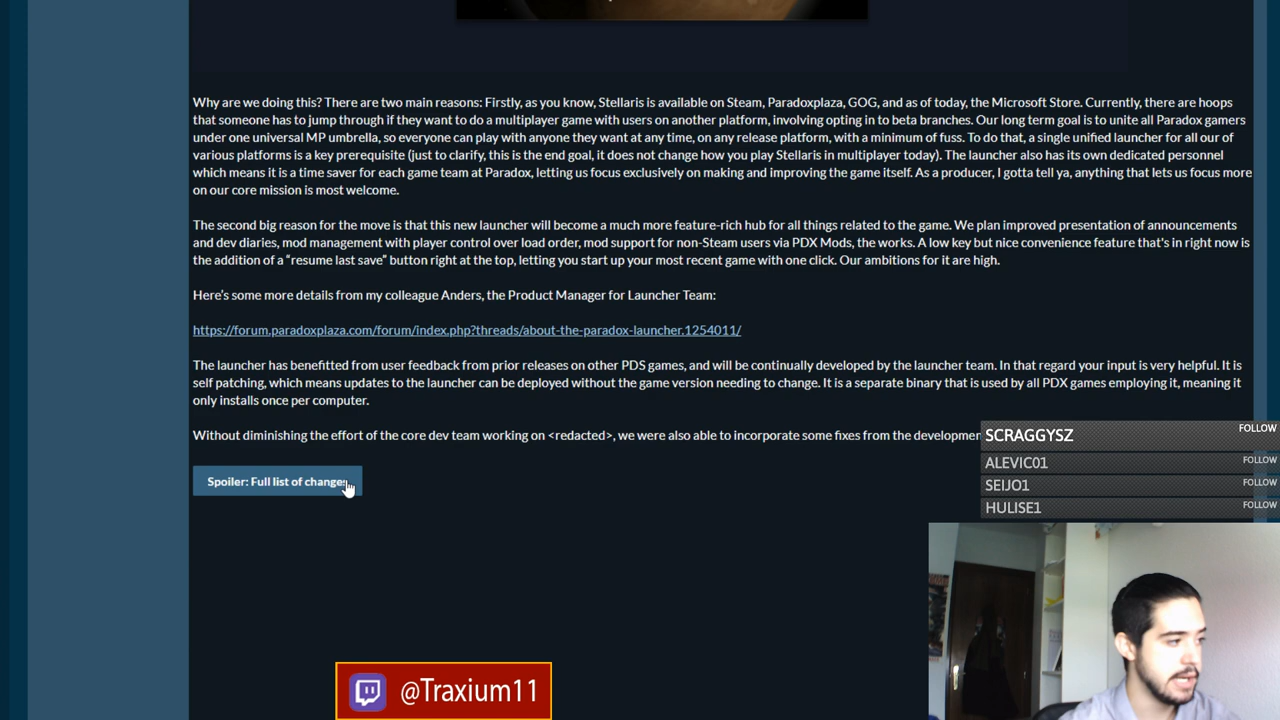 Why are we doing this? There are two main reasons: Firstly, as you know, Stellaris is available on Steam, Paradoxplaza, GOG, and as of today, the Microsoft Store. Currently, there are hoops
that someone has to jump through if they want to do a multiplayer game with users on another platform, involving opting in to beta branches. Our long term goal is to unite all Paradox gamers
under one universal MP umbrella, so everyone can play with anyone they want at any time, on any release platform, with a minimum of fuss. To do that, a single unified launcher for all our of
various platforms is a key prerequisite (just to clarify, this is the end goal, it does not change how you play Stellaris in multiplayer today). The launcher also has its own dedicated personnel
which means it is a time saver for each game team at Paradox, letting us focus exclusively on making and improving the game itself. As a producer, I gotta tell ya, anything that lets us focus more
on our core mission is most welcome.
The second big reason for the move is that this new launcher will become a much more feature-rich hub for all things related to the game. We plan improved presentation of announcements
and dev diaries, mod management with player control over load order, mod support for non-Steam users via PDX Mods, the works. A low key but nice convenience feature that's in right now is
the addition of a “resume last save” button right at the top, letting you start up your most recent game with one click. Our ambitions for it are high.
Here’s some more details from my colleague Anders, the Product Manager for Launcher Team:
https://forum.paradoxplaza.com/forum/index.php?threads/about-the-paradox-launcher.1254011/
The launcher has benefitted from user feedback from prior releases on other PDS games, and will be continually developed by the launcher team. In that regard your input is very helpful. It is
self patching, which means updates to the launcher can be deployed without the game version needing to change. It is a separate binary that is used by all PDX games employing it, meaning it
only installs once per computer.
Without diminishing the effort of the core dev team working on <redacted>, we were also able to incorporate some fixes from the developmen
Spoiler: Full list of changes
SCRAGGYSZ FOLLOW
ALEVIC01 FOLLOW
SEIJO1 FOLLOW
HULISE1 FOLLOW
@Traxium11